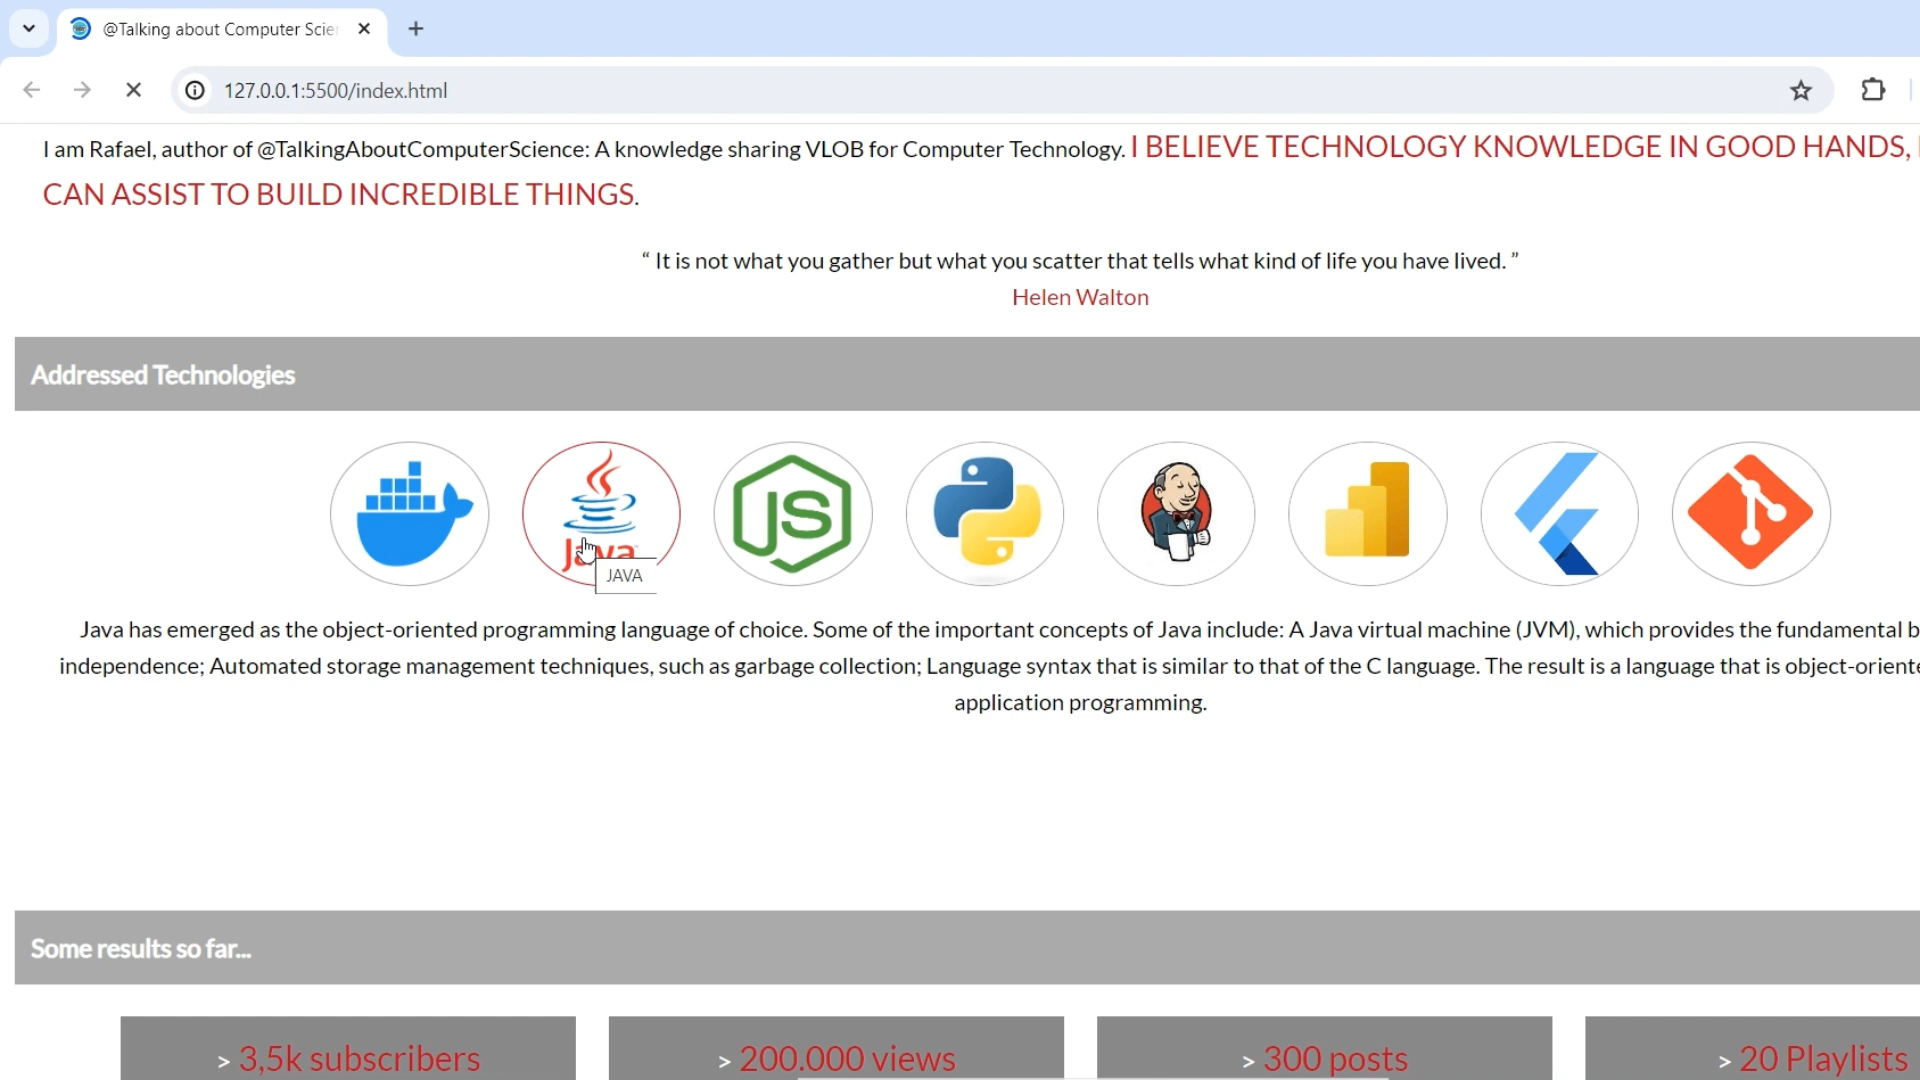 @Talking about Computer Scie
127.0.0.1:5500/index.html
I am Rafael, author of @TalkingAboutComputerScience: A knowledge sharing VLOB for Computer Technology. I BELIEVE TECHNOLOGY KNOWLEDGE IN GOOD HANDS,
CAN ASSIST TO BUILD INCREDIBLE THINGS.
“ It is not what you gather but what you scatter that tells what kind of life you have lived. ”
Helen Walton
Addressed Technologies
JS
Java
JAVA
Java has emerged as the object-oriented programming language of choice. Some of the important concepts of Java include: A Java virtual machine (JVM), which provides the fundamental b
independence; Automated storage management techniques, such as garbage collection; Language syntax that is similar to that of the C language. The result is a language that is object-oriente
application programming.
Some results so far...
> 3,5k subscribers
> 200.000 views
> 300 posts
> 20 Playlists